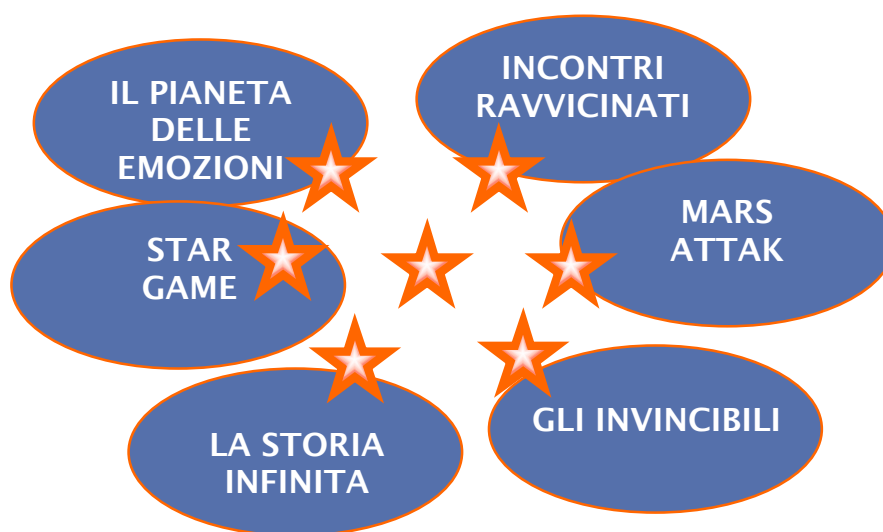 IL PIANETA
DELLE
EMOZIONI
INCONTRI
RAVVICINATI
STAR
GAME
MARS
ATTAK
LA STORIA
INFINITA
GLI INVINCIBILI